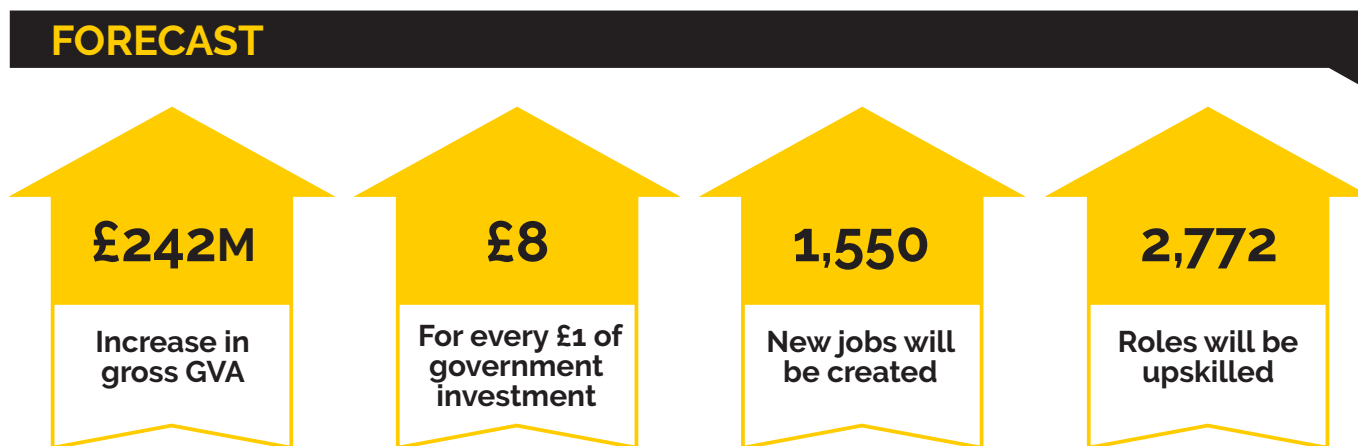 FORECAST
£242M
Increase in
gross GVA
£8
For every £1 of
government
investment
1,550
New jobs will
be created
2,772
Roles will be
upskilled